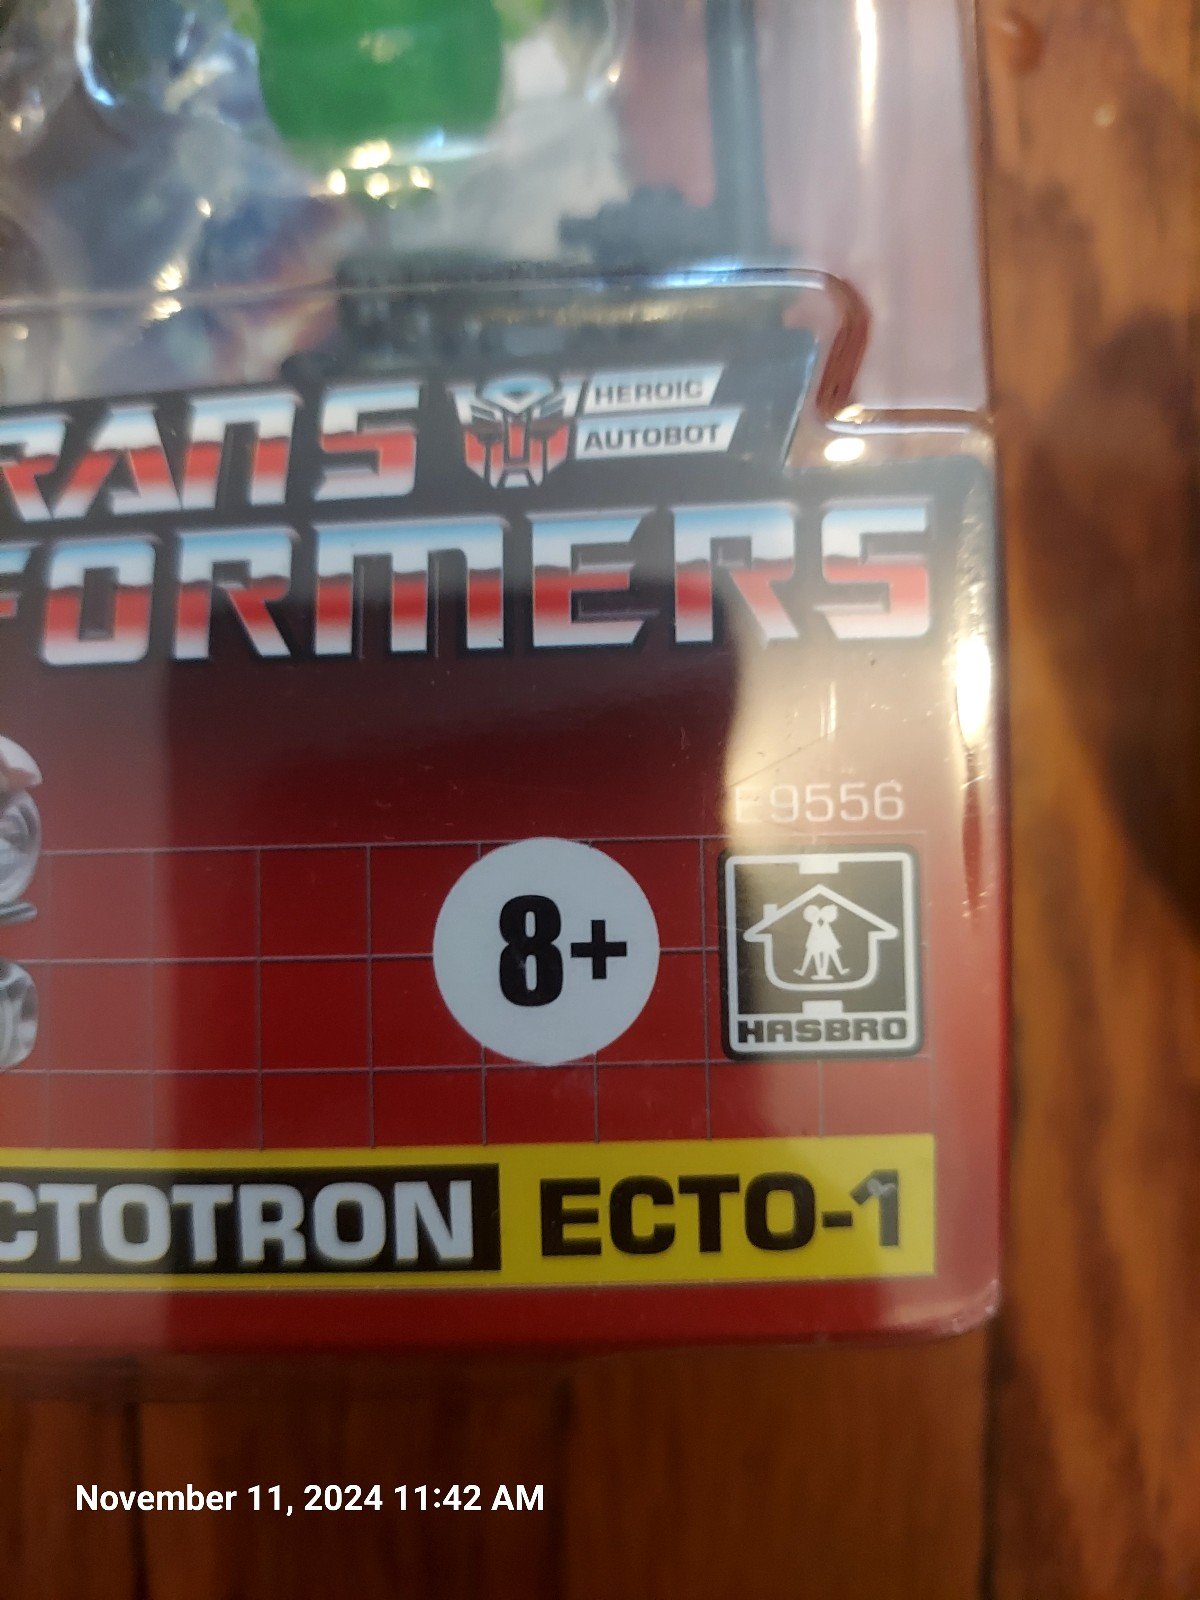 RANS
HEROIC
AUTOBOT
FORMERS
E9556
8+
HASBRO
CTOTRON ECTO-1
November 11, 2024 11:42 AM